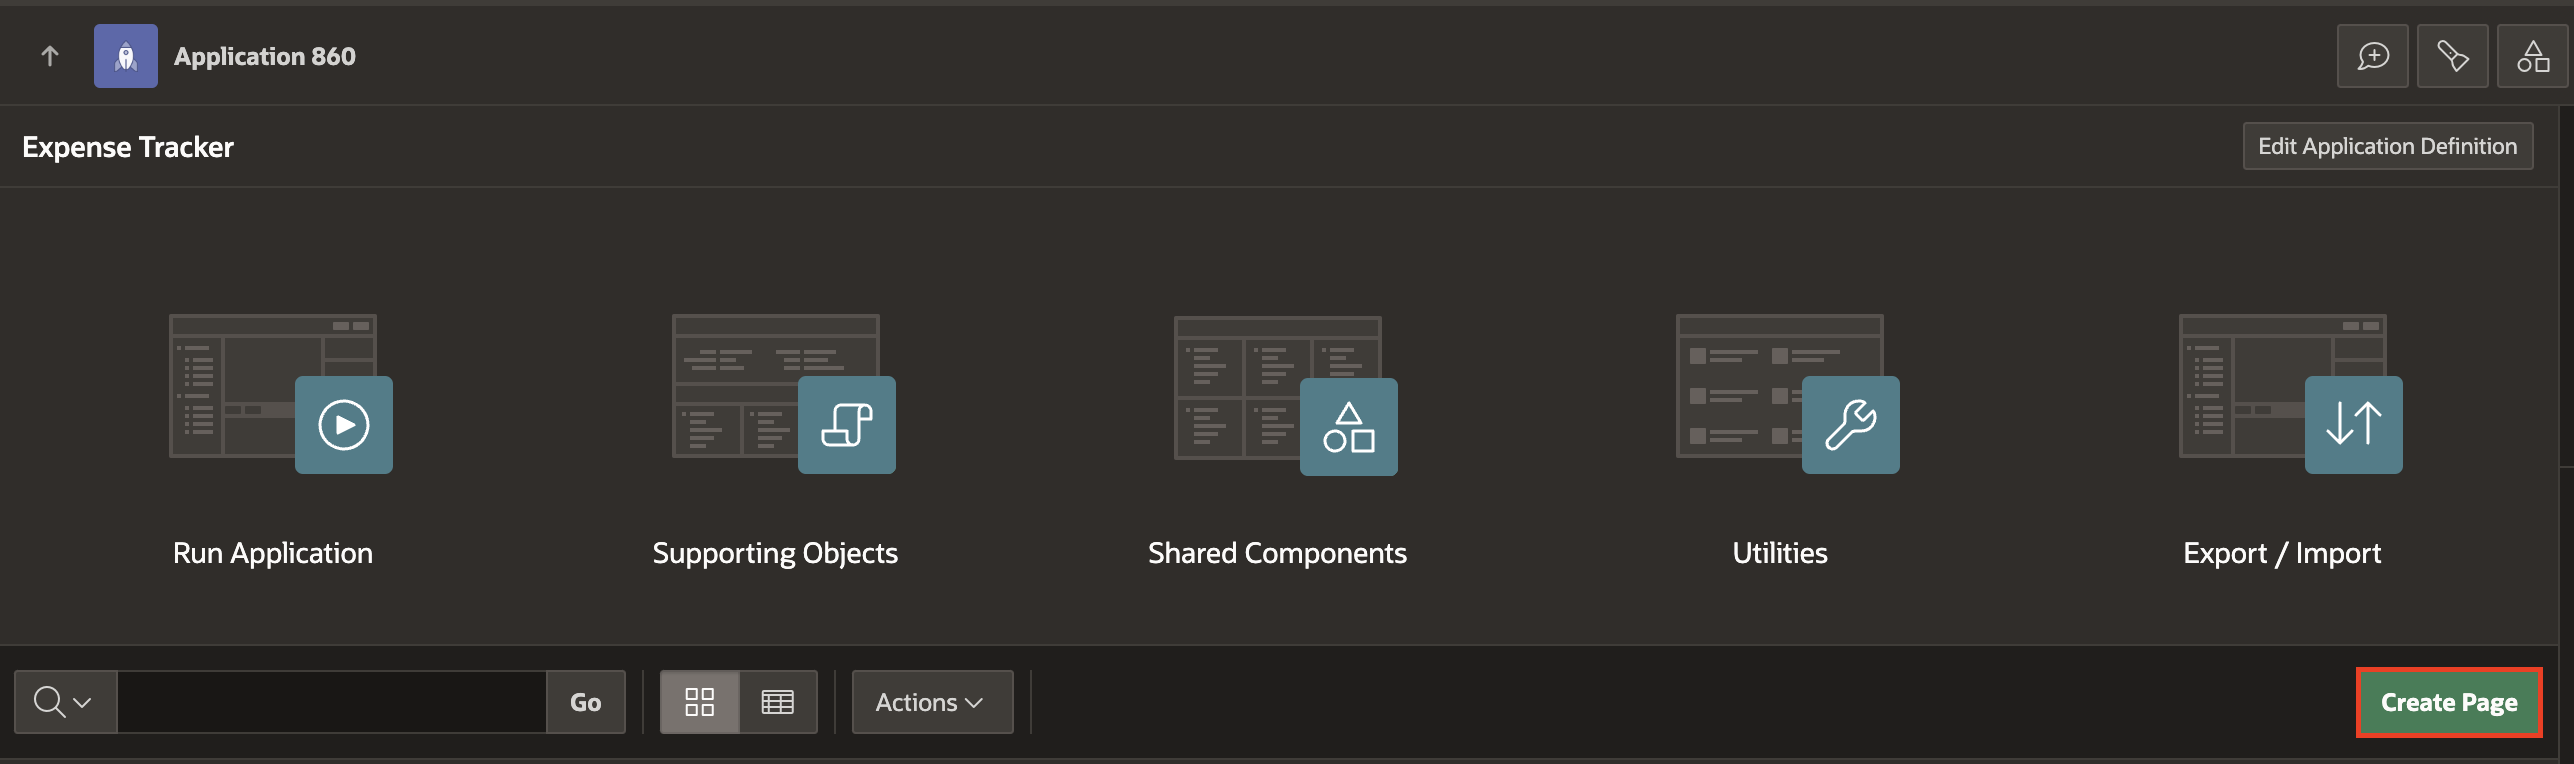 Application 860
Expense Tracker
Edit Application Definition
Run Application
Supporting Objects
Shared Components
Utilities
Export / Import
Go
Actions
Create Page